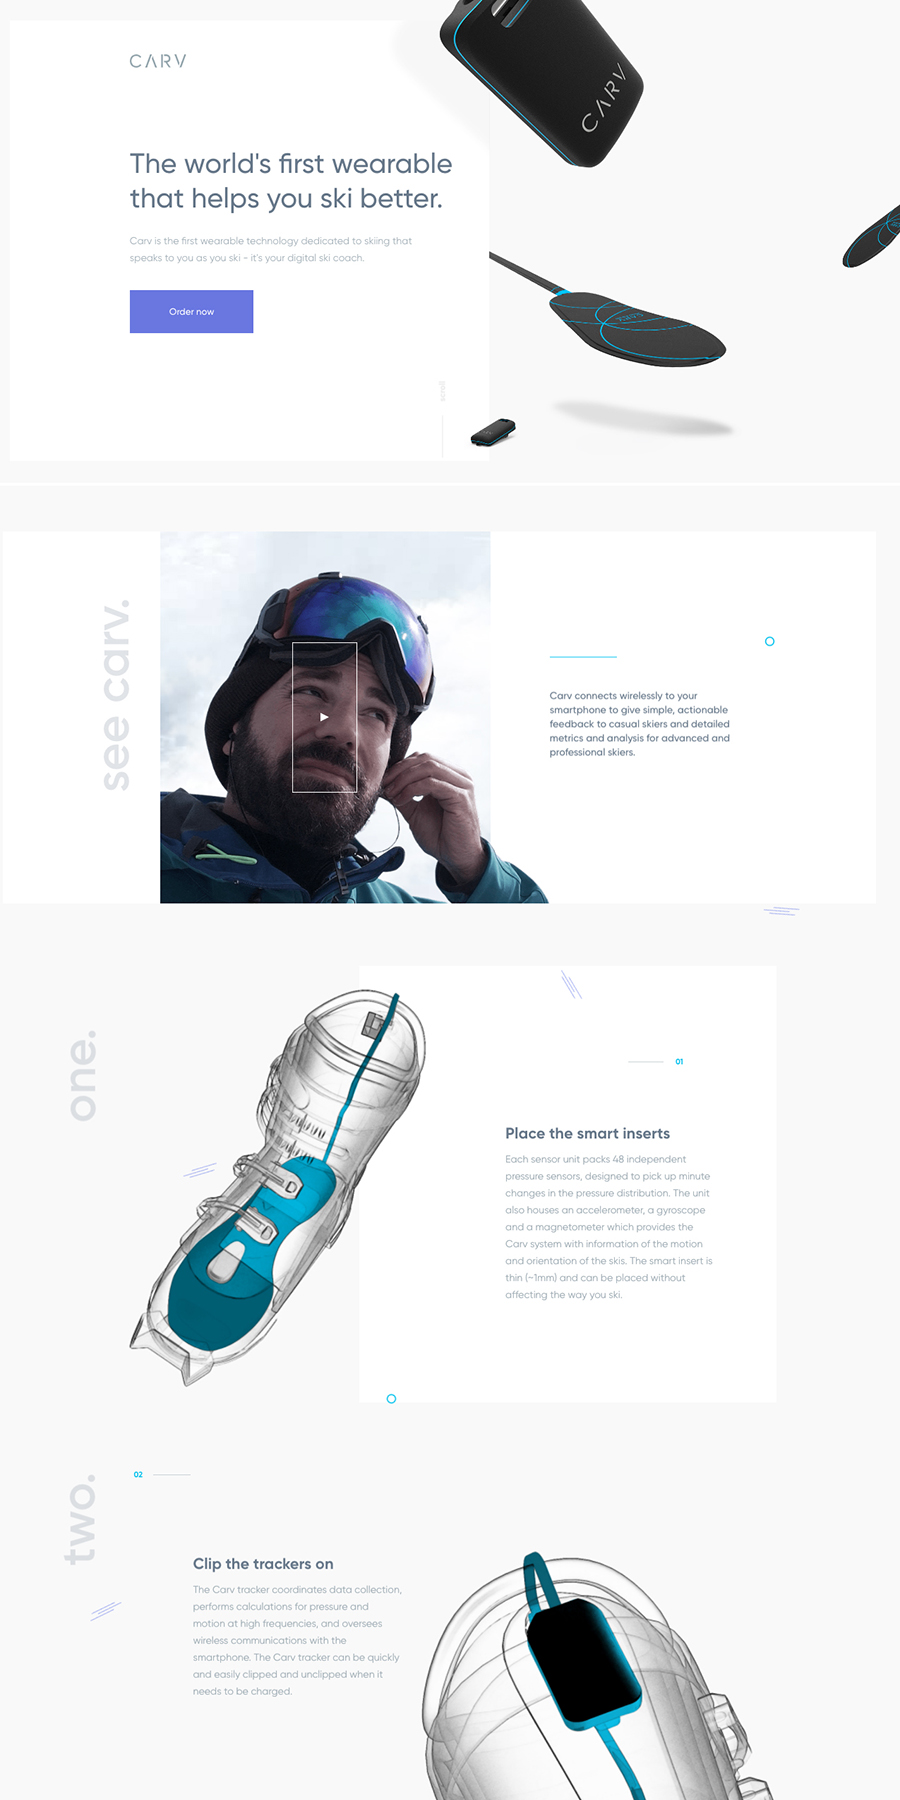 CARV
CARV
The world's first wearable
that helps you ski better.
Carv is the first wearable technology dedicated to skiing that
speaks to you as you ski - it's your digital ski coach.
Order now
scroll
see carv.
Carv connects wirelessly to your
smartphone to give simple, actionable
feedback to casual skiers and detailed
metrics and analysis for advanced and
professional skiers.
one.
01
Place the smart inserts
Each sensor unit packs 48 independent
pressure sensors, designed to pick up minute
changes in the pressure distribution. The unit
also houses an accelerometer, a gyroscope
and a magnetometer which provides the
Carv system with information of the motion
and orientation of the skis. The smart insert is
thin (~1mm) and can be placed without
affecting the way you ski.
two.
02
Clip the trackers on
The Carv tracker coordinates data collection,
performs calculations for pressure and
motion at high frequencies, and oversees
wireless communications with the
smartphone. The Carv tracker can be quickly
and easily clipped and unclipped when it
needs to be charged.